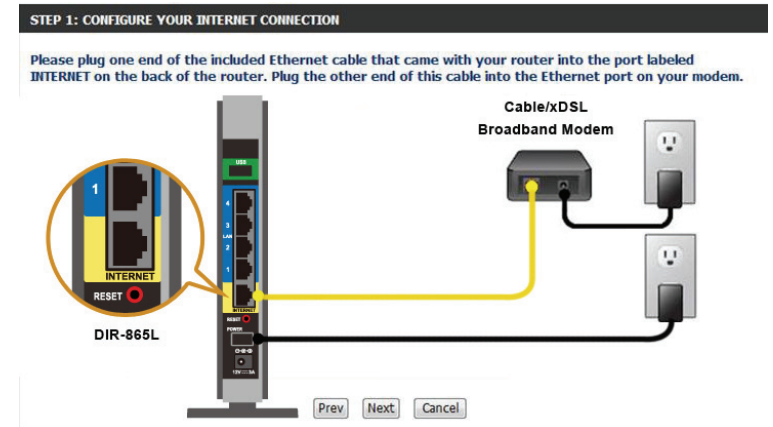 STEP 1: CONFIGURE YOUR INTERNET CONNECTION
Please plug one end of the included Ethernet cable that came with your router into the port labeled
INTERNET on the back of the router. Plug the other end of this cable into the Ethernet port on your modem.
Cable/xDSL
Broadband Modem
USB
1
INTERNET
RESET
DIR-865L
4
3
LAN
2
1
INTERNET
RESET
POWER
12V 3A
Prev Next Cancel